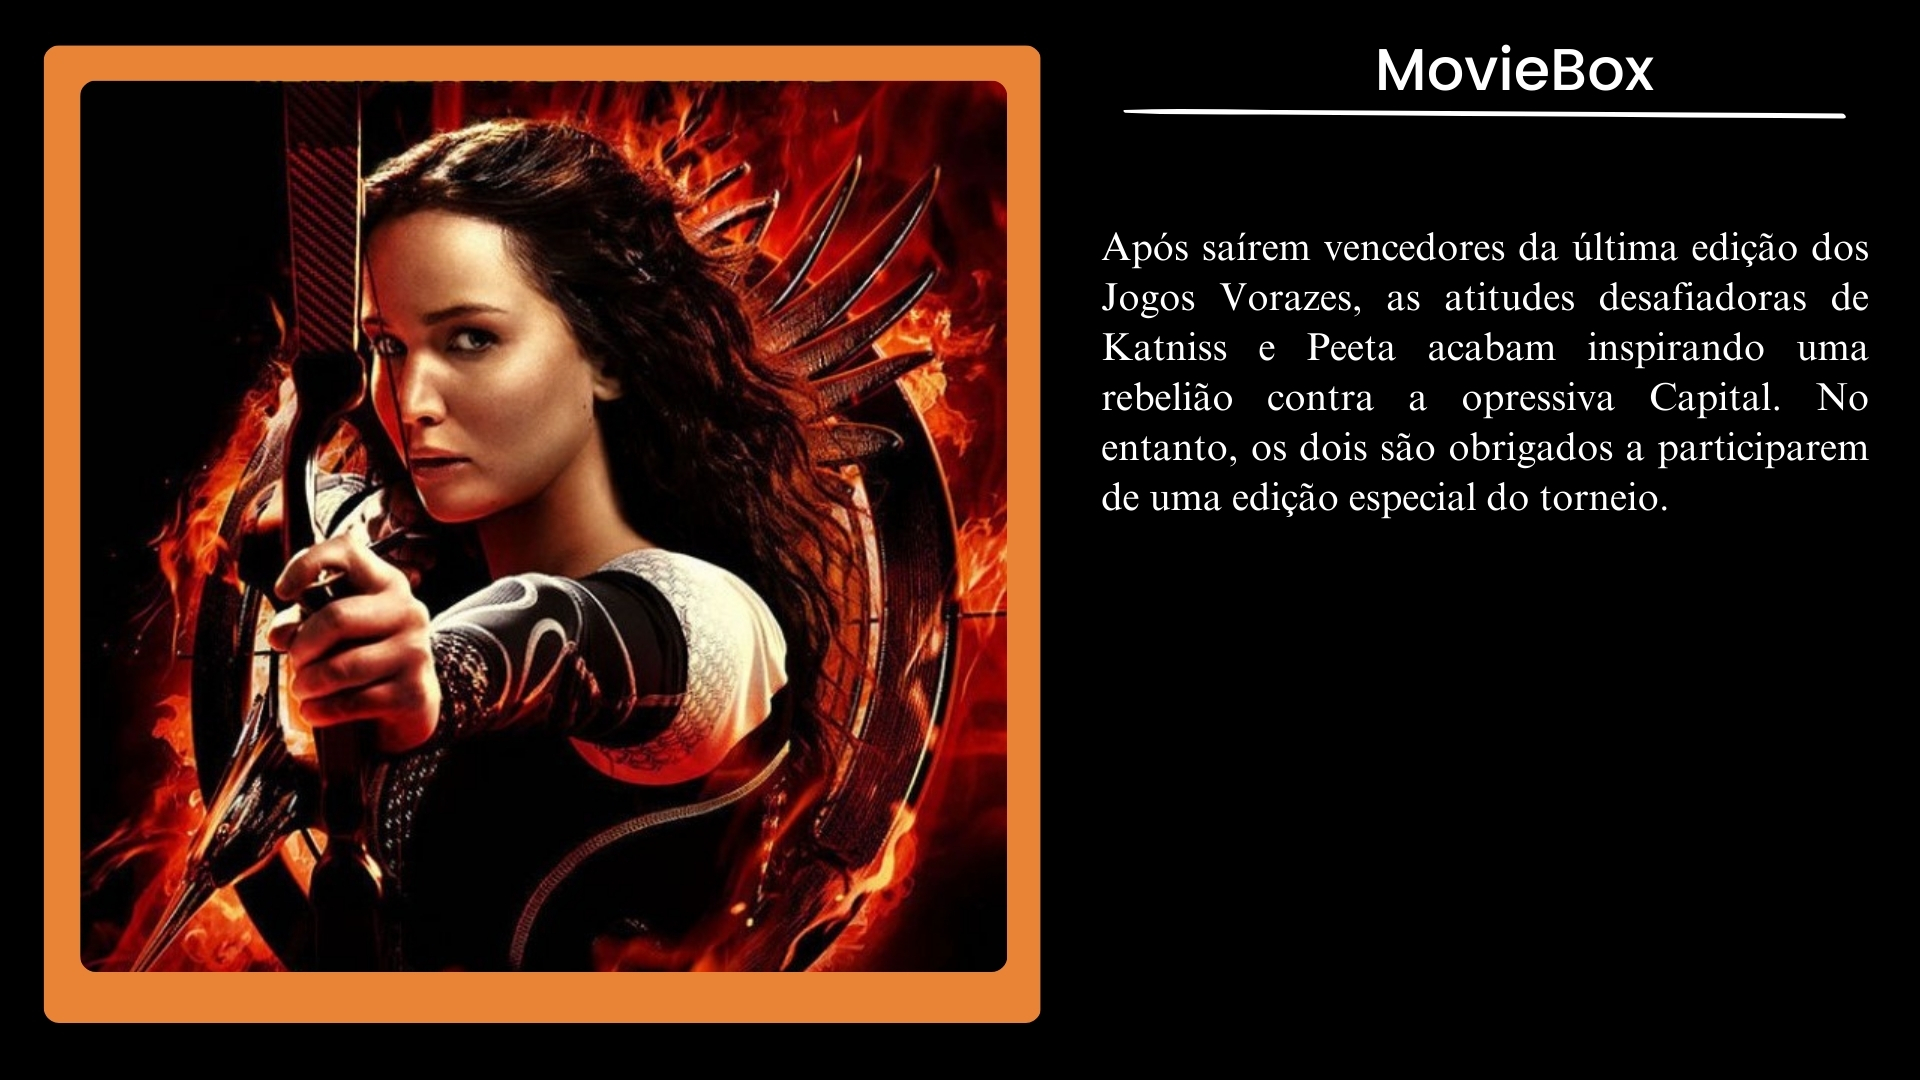 MovieBox
Após saírem vencedores da última edição dos
Jogos Vorazes, as atitudes desafiadoras de
Katniss e Peeta acabam inspirando uma
rebelião contra a opressiva Capital. No
entanto, os dois são obrigados a participarem
de uma edição especial do torneio.